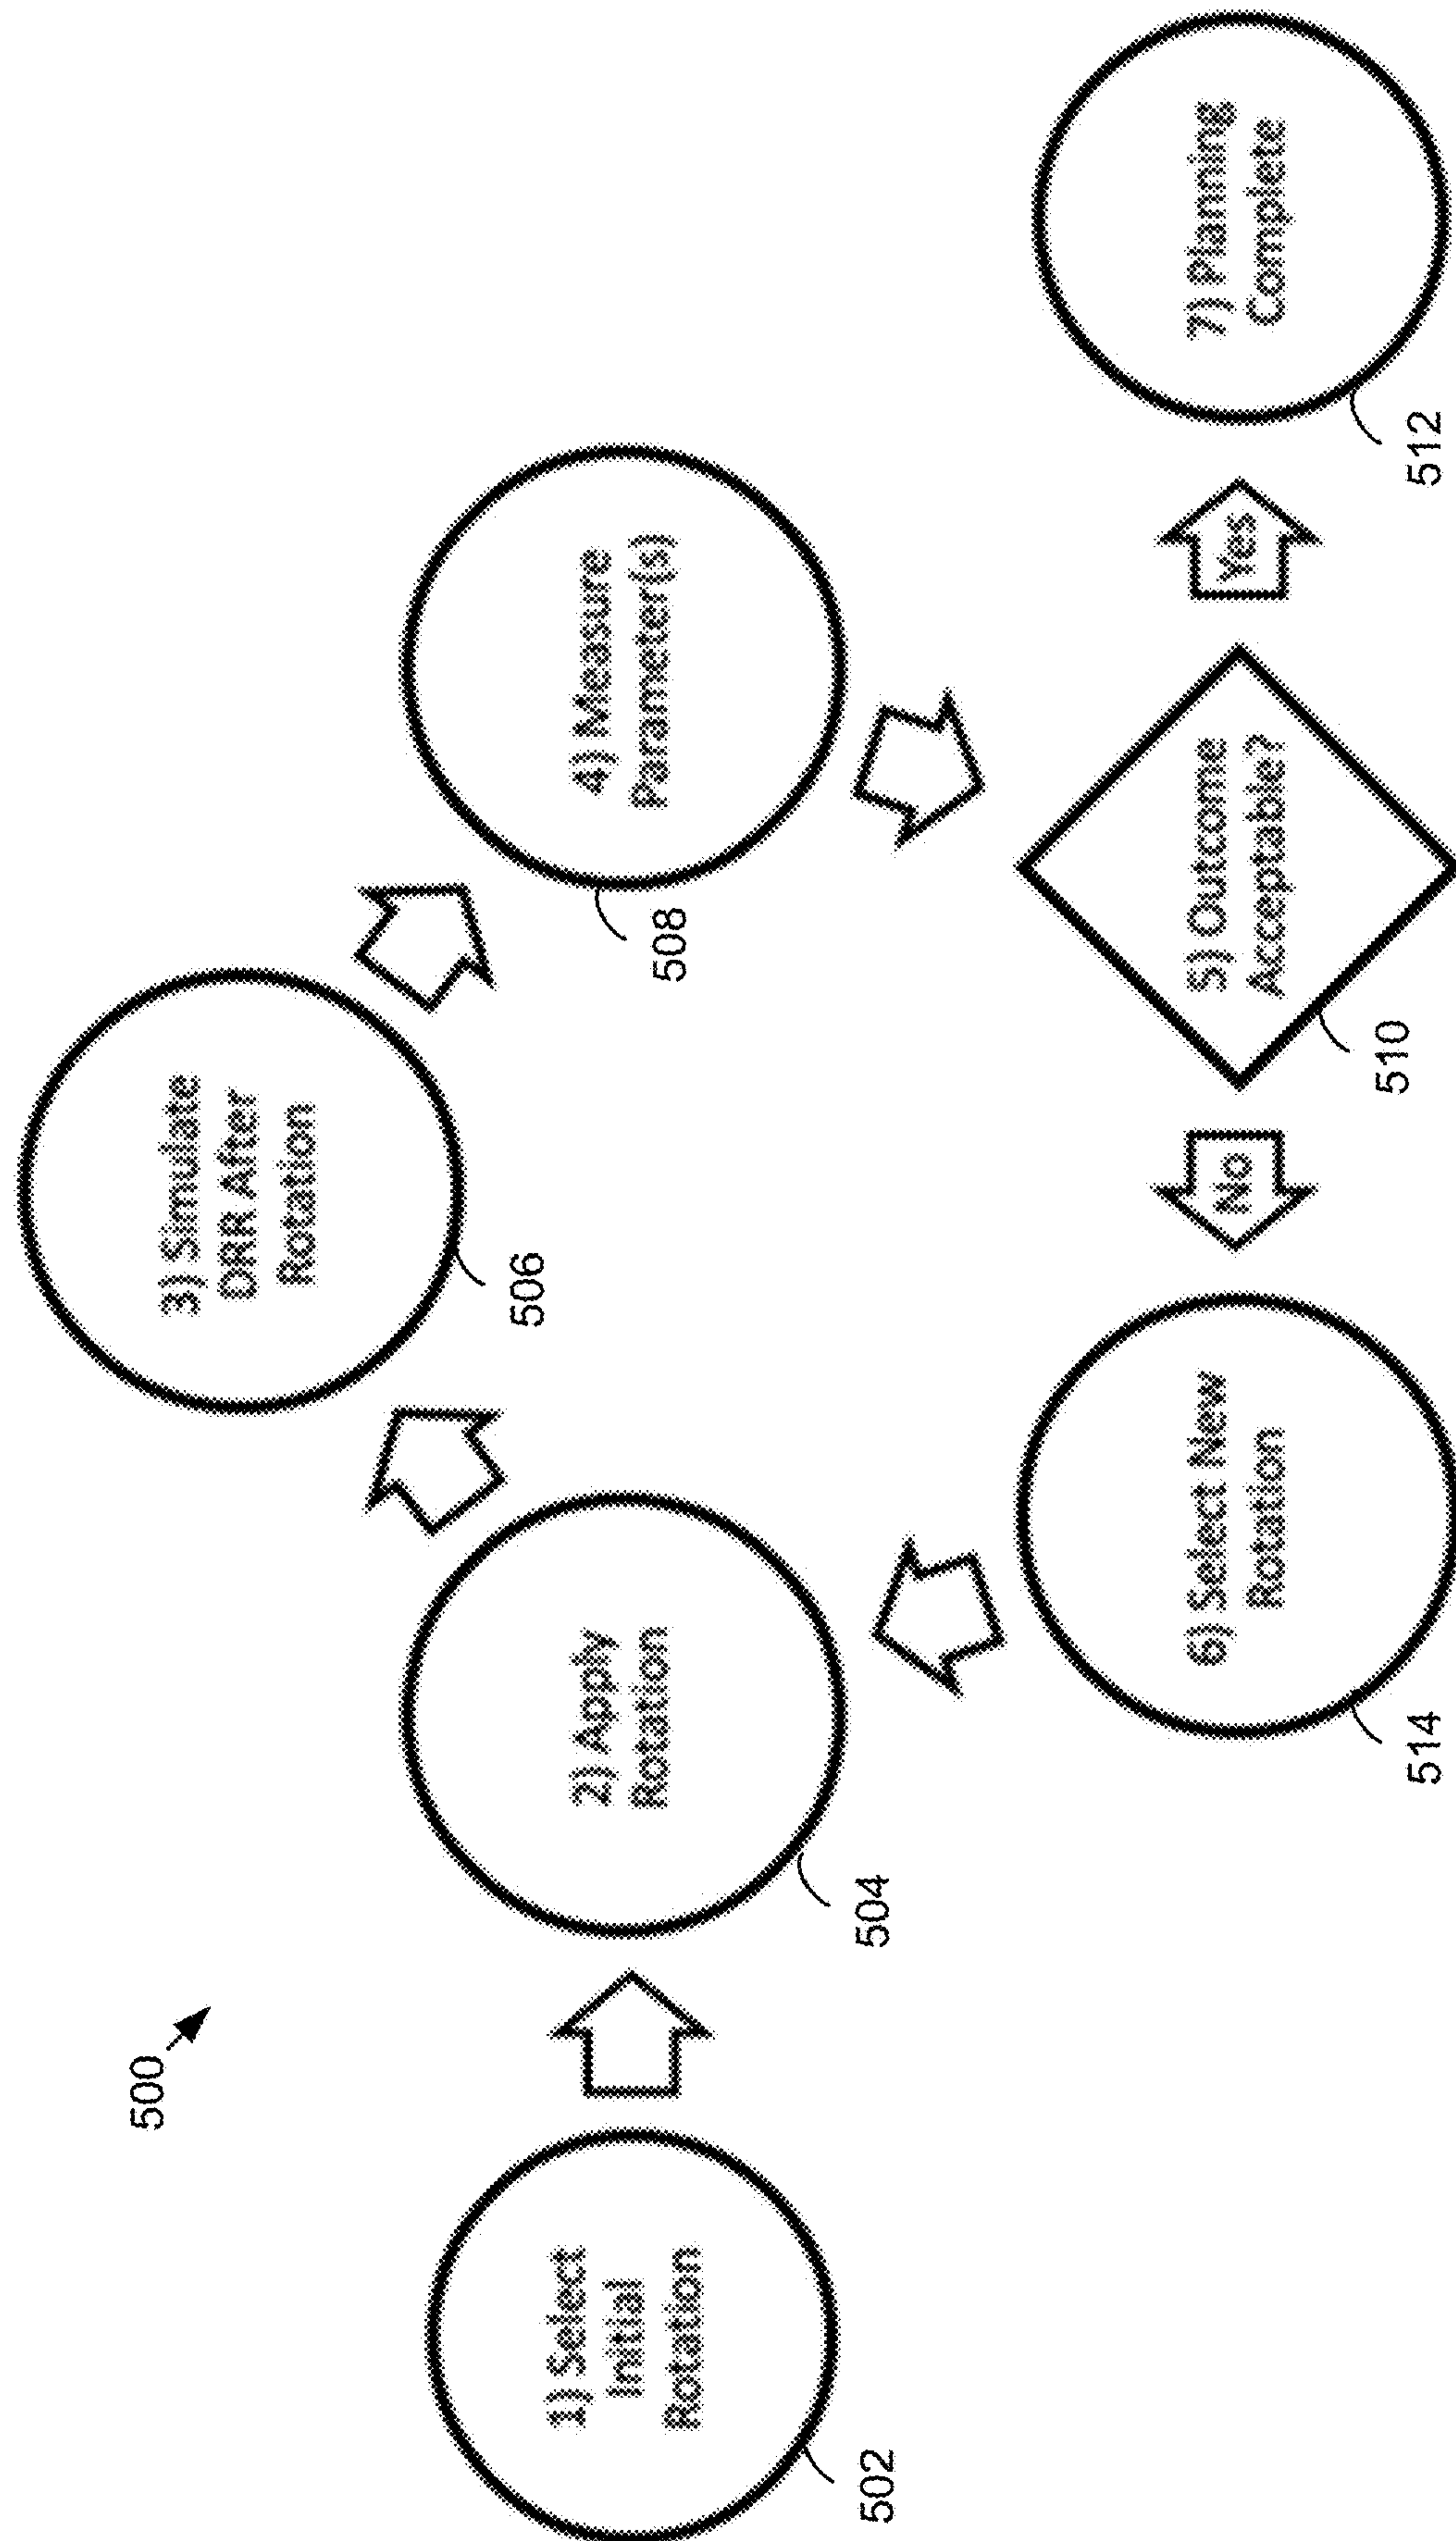 500
1) Select
Initial
Rotation
502
2) Apply
Rotation
504
3) Simulate
DRR After
Rotation
506
4) Measure
Parameter(s)
508
5) Outcome
Acceptable?
510
Yes
7) Planning
Complete
512
No
6) Select New
Rotation
514